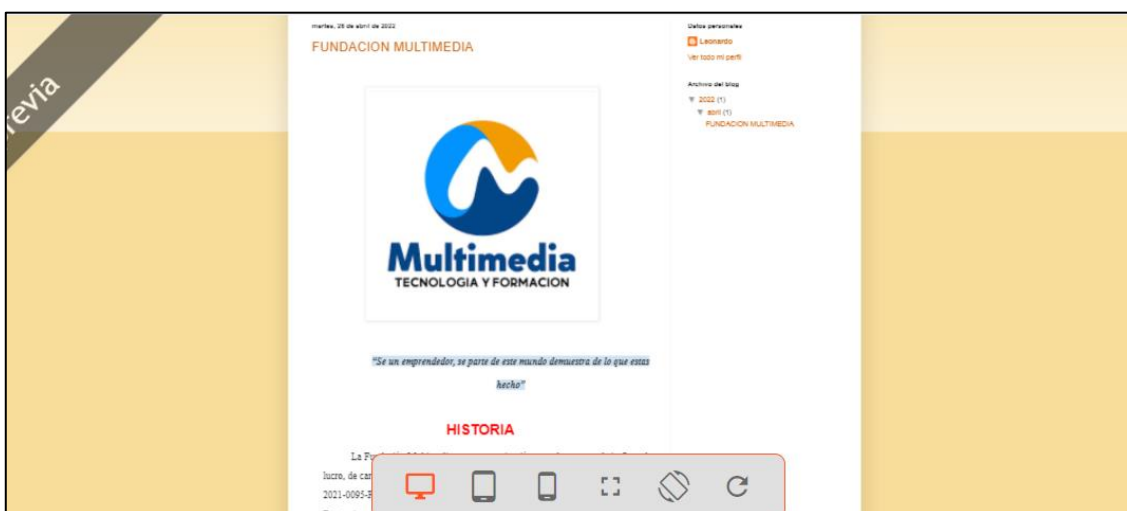 evia
martes, 26 de abril de 2022
FUNDACION MULTIMEDIA
Multimedia
TECNOLOGIA Y FORMACION
"Se un emprendedor, se parte de este mundo demuestra de lo que estas
hecho"
HISTORIA
La
lucro, de
2021-0095-
Datos personales
Leonardo
Ver todo mi perfil
Archivo del blog
▼ 2022 (1)
▼ abril (1)
FUNDACION MULTIMEDIA